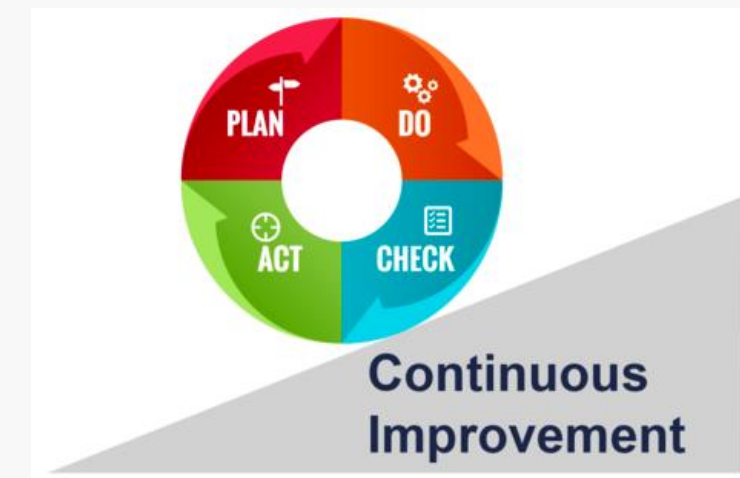 PLAN
DO
ACT
CHECK
Continuous
Improvement